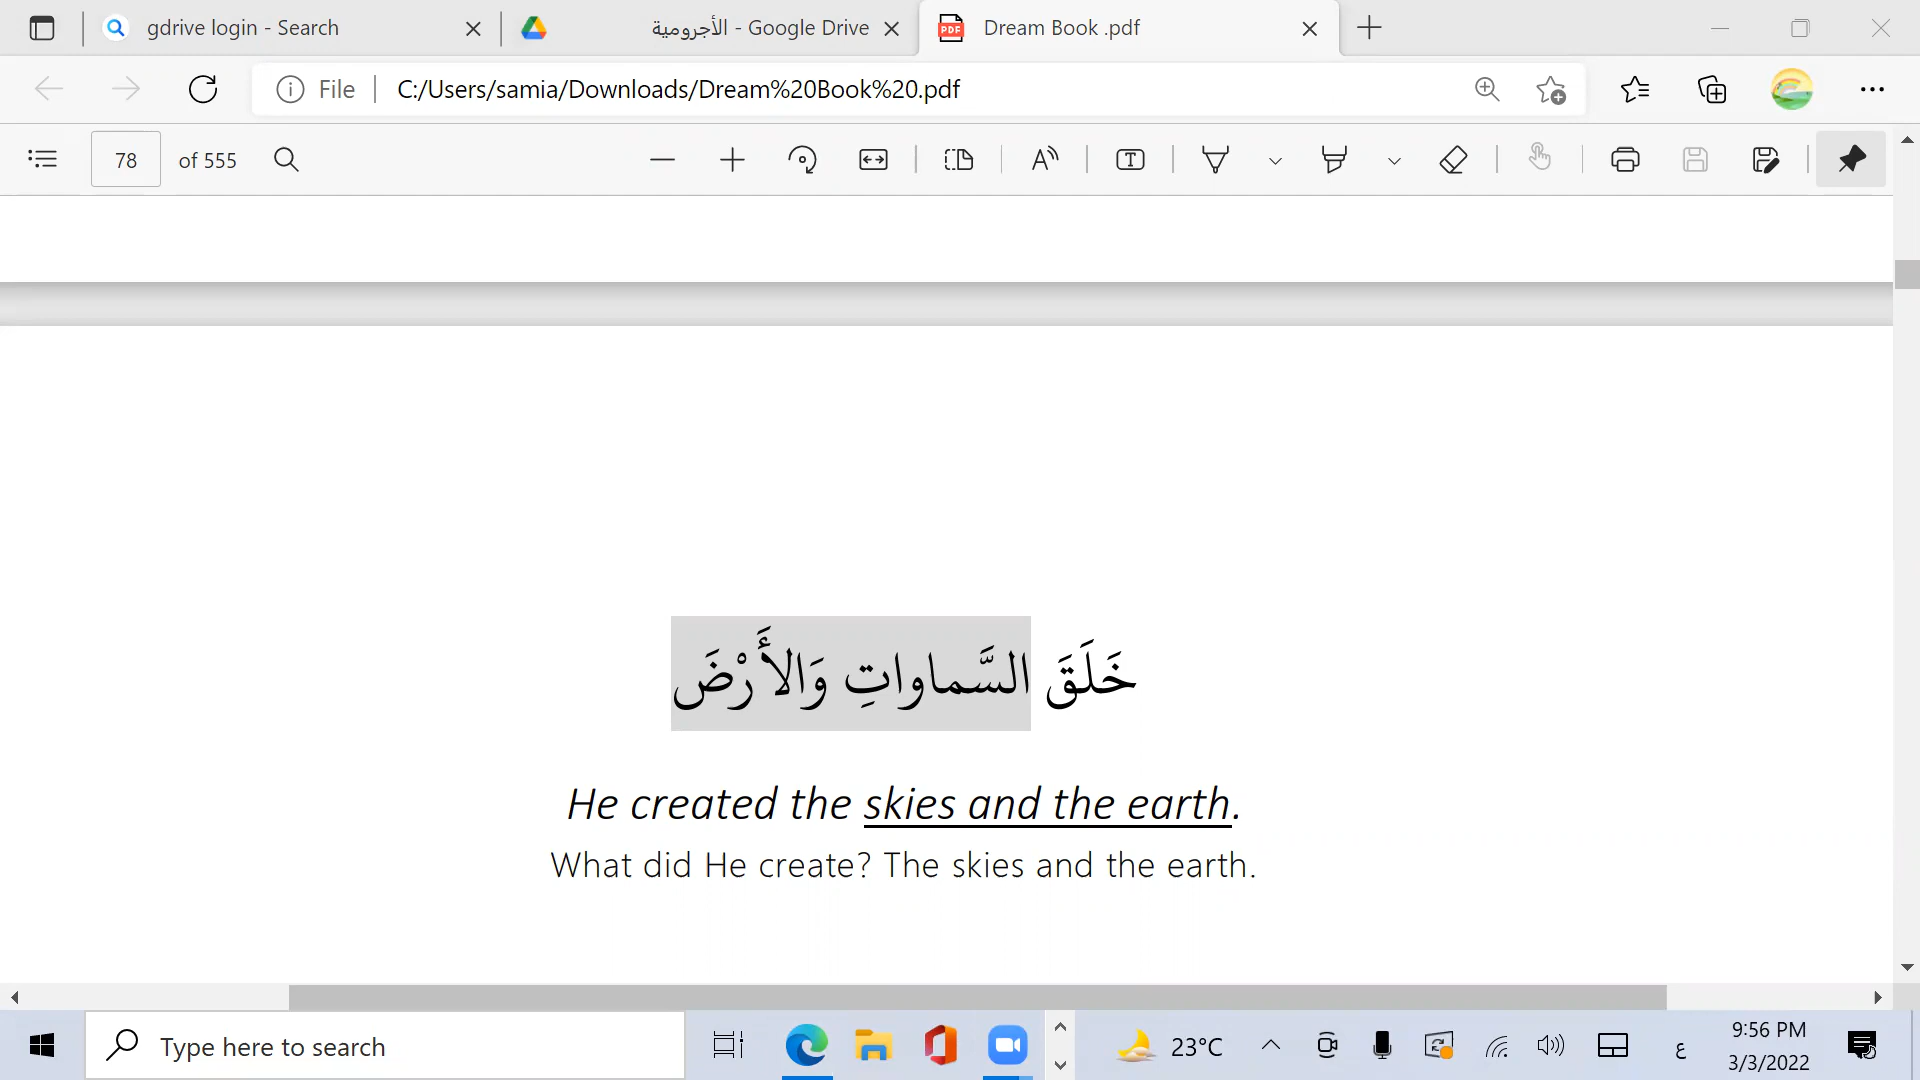 gdrive login - Search
الأجرومية - Google Drive
Dream Book .pdf
File
C:/Users/samia/Downloads/Dream%20Book%20.pdf
78 of 555
خَلَقَ السَّماواتِ وَالأَرْضَ
He created the skies and the earth.
What did He create? The skies and the earth.
Type here to search
23°C
ع
9:56 PM
3/3/2022